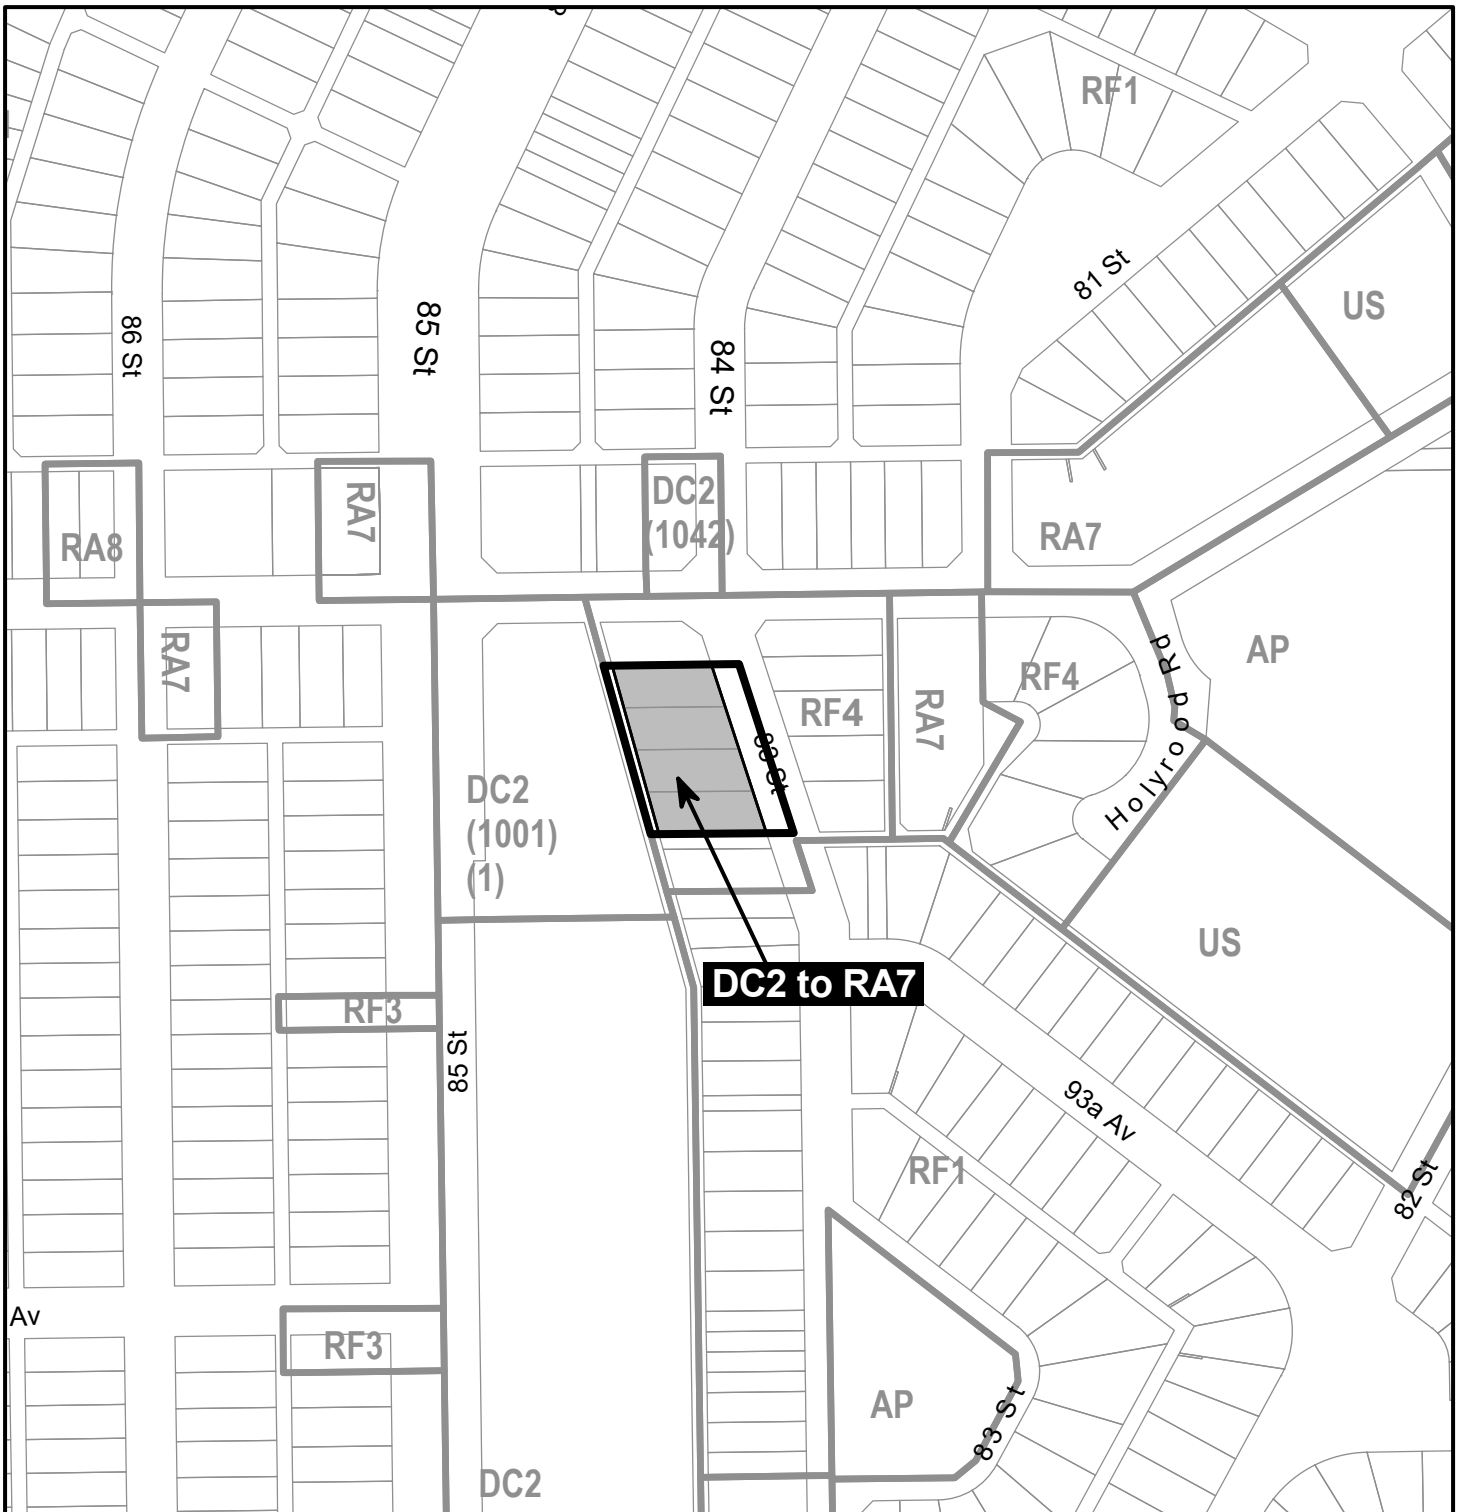 RF1
81 St
US
86 St
85 St
84 St
RA8
RA7
DC2
(1042)
RA7
RA7
RF4
RA7
RF4
Holyrood Rd
AP
83 St
DC2
(1001)
(1)
US
DC2 to RA7
RF3
85 St
93a Av
RF1
82 St
Av
RF3
AP
83 St
DC2